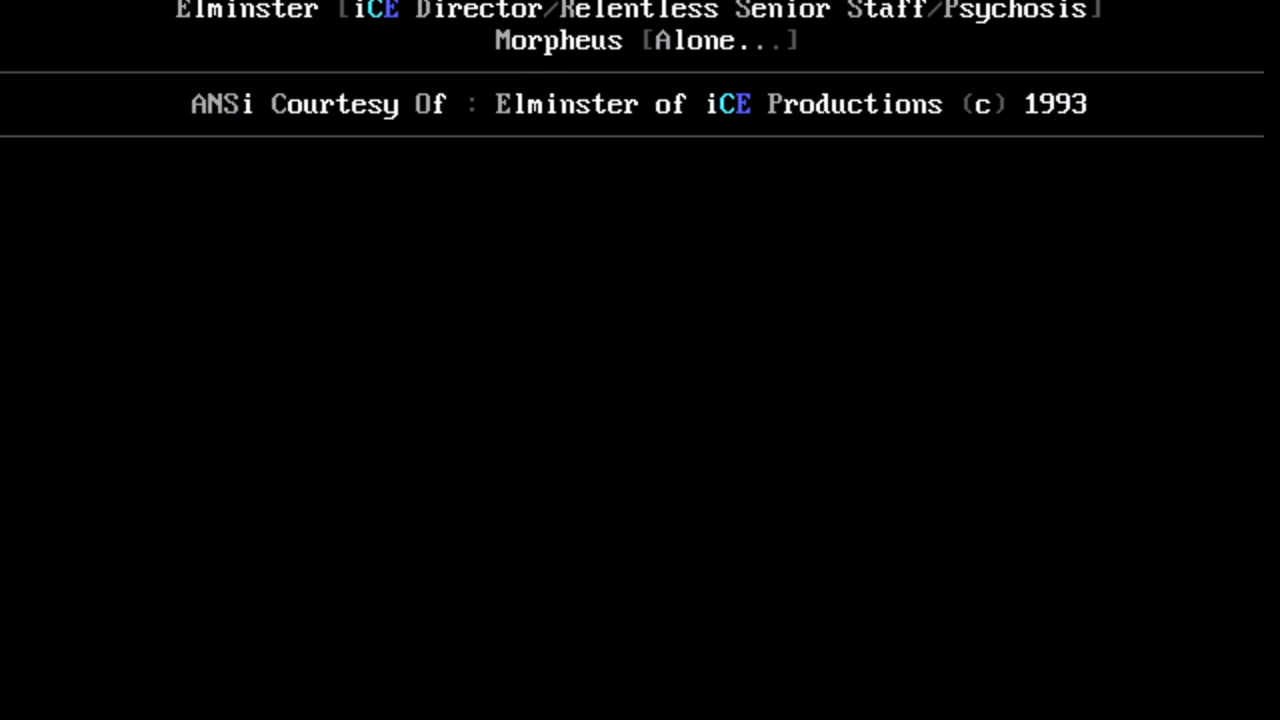 Elminster [iCE Director/Relentless Senior Staff/Psychosis]
Morpheus [Alone...]
ANSi Courtesy Of : Elminster of iCE Productions (c) 1993